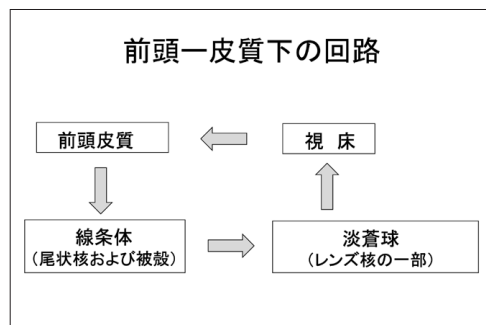 前頭ー皮質下の回路
前頭皮質
視 床
線条体
(尾状核および被殻)
淡蒼球
(レンズ核の一部)